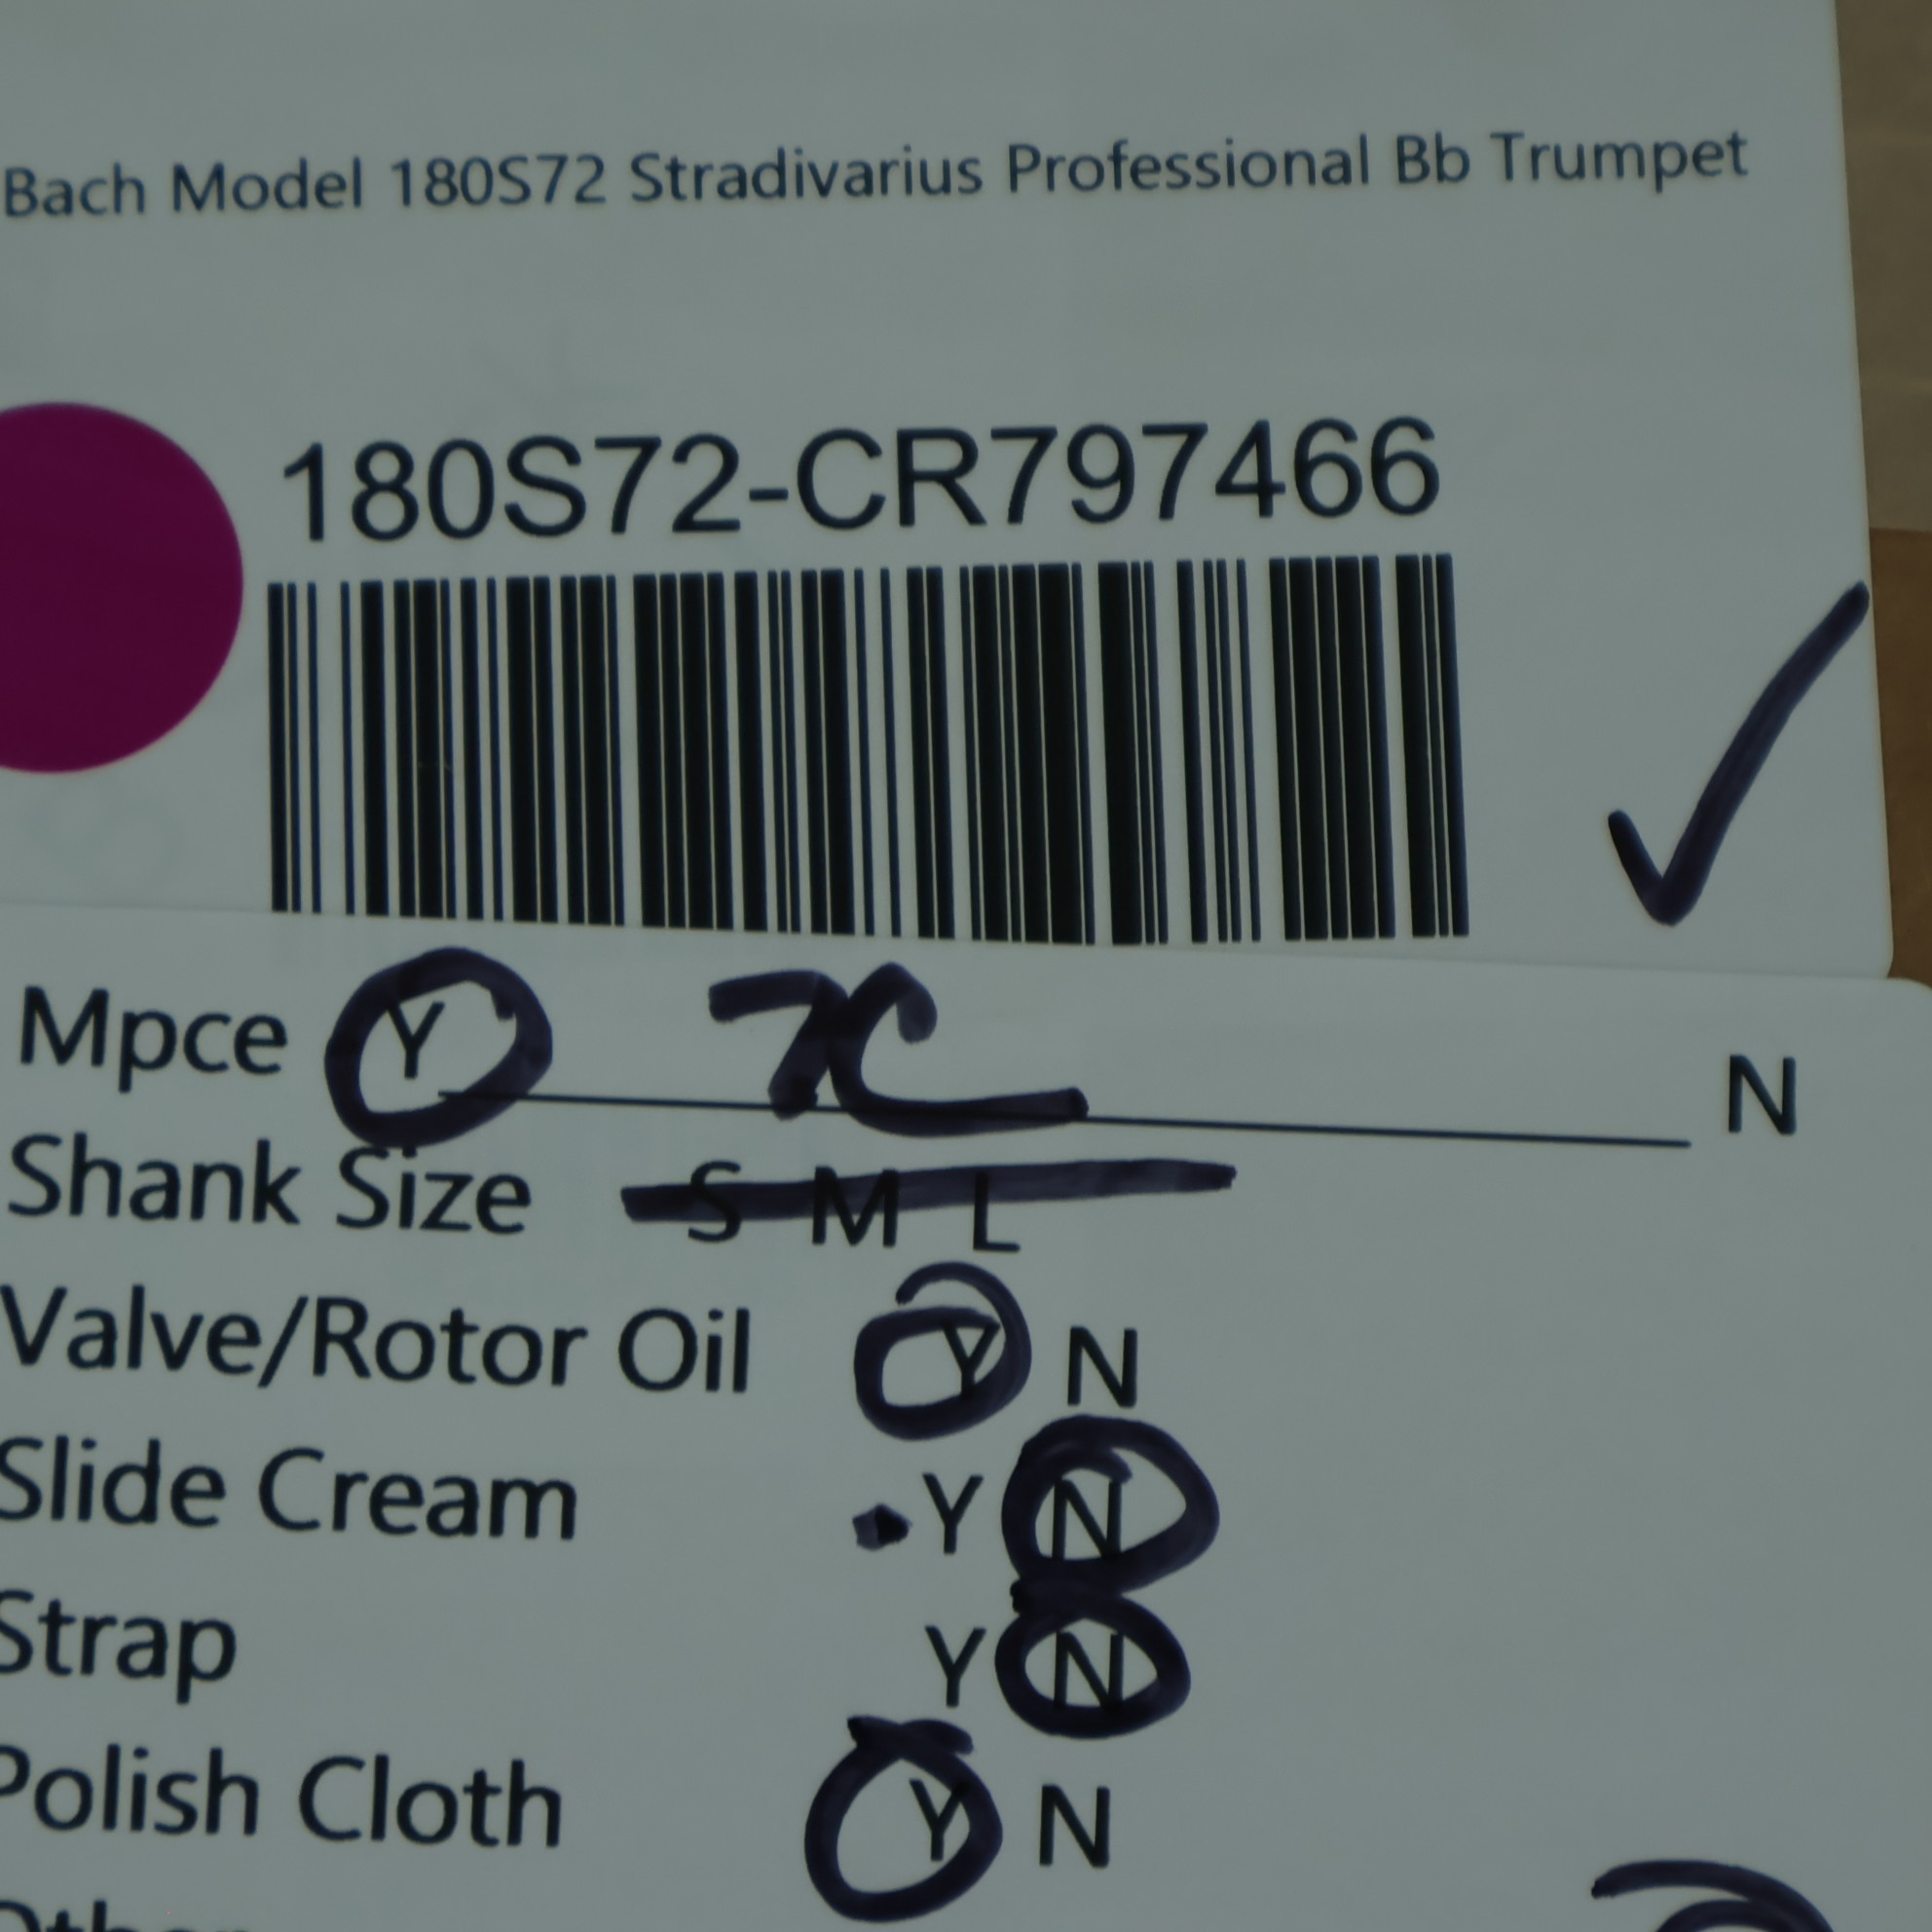 Bach Model 180S72 Stradivarius Professional Bb Trumpet
180S72-CR797466
Mpce Y 7C N
Shank Size S M L
Valve/Rotor Oil Y N
Slide Cream Y N
Strap Y N
Polish Cloth Y N